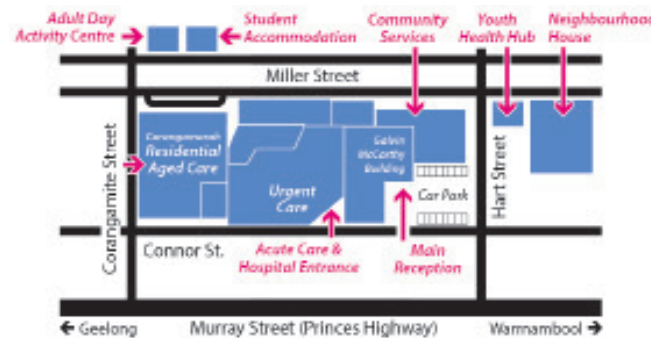 Adult Day
Activity Centre
Student
Accommodation
Community
Services
Youth
Health Hub
Neighbourhood
House
Miller Street
Corangamite Street
Corangamarah
Residential
Aged Care
Urgent
Care
Galvin
McCarthy
Building
Car Park
Hart Street
Connor St.
Acute Care &
Hospital Entrance
Main
Reception
← Geelong
Murray Street (Princes Highway)
Warrnambool →